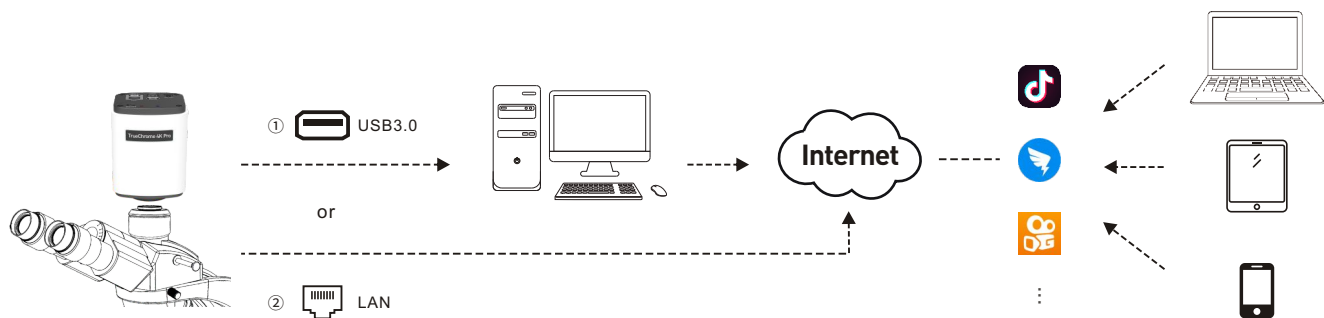 TrueChrome 4K Pro
① USB3.0
or
② LAN
Internet